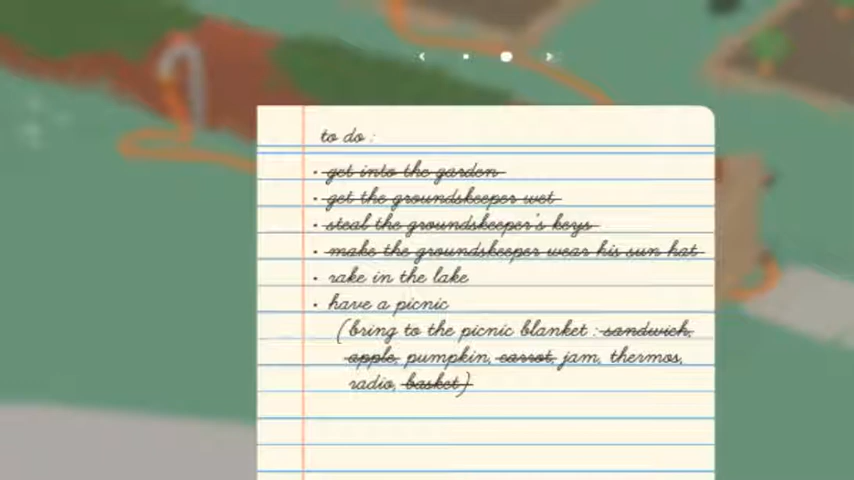 to do :
• get into the garden
• get the groundskeeper wet
• steal the groundskeeper's keys
• make the groundskeeper wear his sun hat
• rake in the lake
• have a picnic
(bring to the picnic blanket : sandwich,
apple, pumpkin, carrot, jam, thermos,
radio, basket)